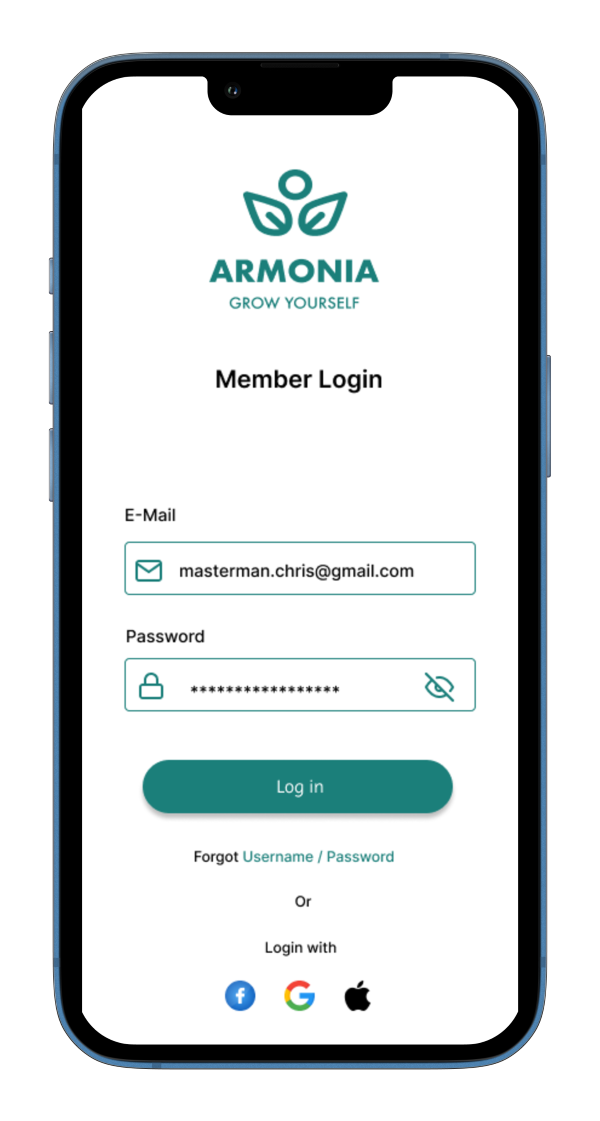 ARMONIA
GROW YOURSELF
Member Login
E-Mail
masterman.chris@gmail.com
Password
*****************
Log in
Forgot Username / Password
Or
Login with